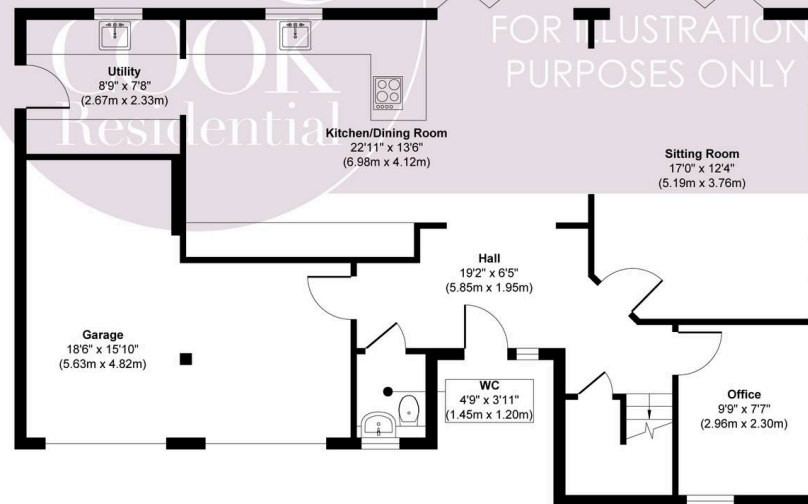 FOR ILLUSTRATION
PURPOSES ONLY
COOK
Residential
Utility
8'9" x 7'8"
(2.67m x 2.33m)
Kitchen/Dining Room
22'11" x 13'6"
(6.98m x 4.12m)
Sitting Room
17'0" x 12'4"
(5.19m x 3.76m)
Hall
19'2" x 6'5"
(5.85m x 1.95m)
Garage
18'6" x 15'10"
(5.63m x 4.82m)
WC
4'9" x 3'11"
(1.45m x 1.20m)
Office
9'9" x 7'7"
(2.96m x 2.30m)